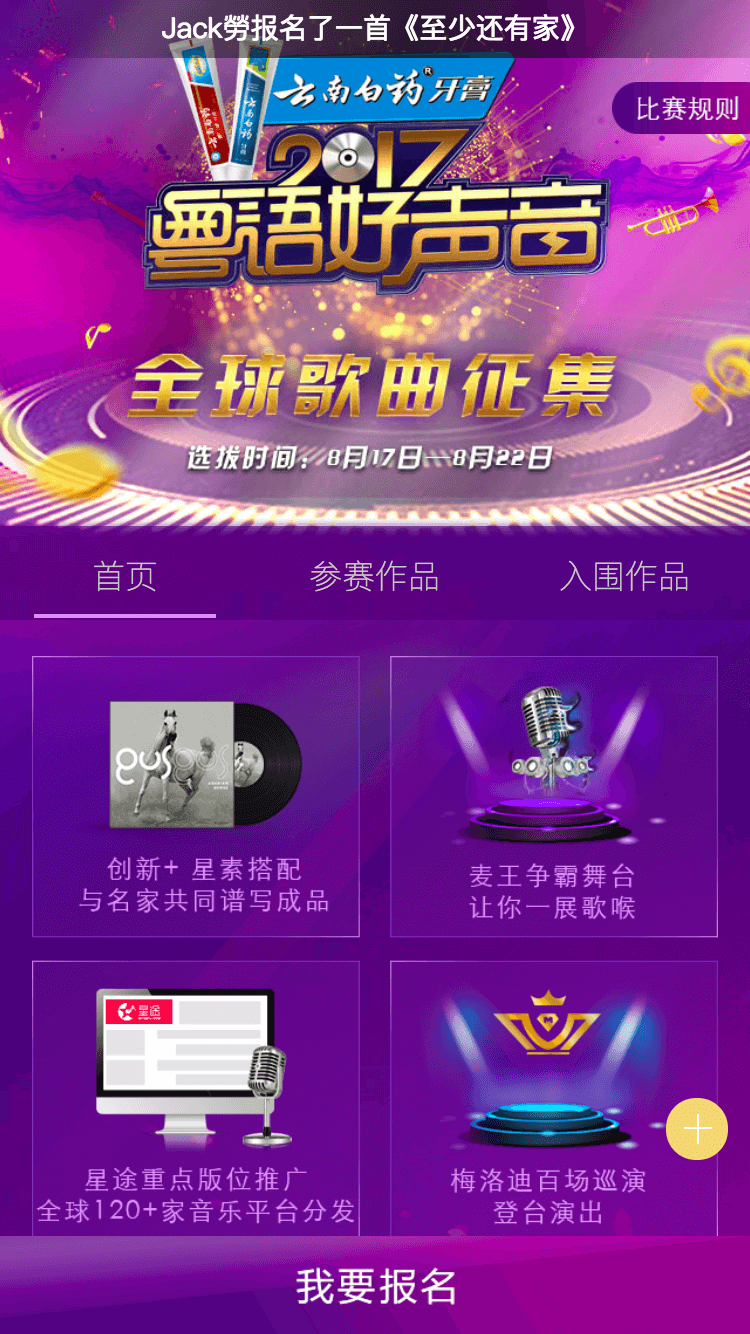 Jack勞报名了一首《至少还有家》
云南白药®牙膏
比赛规则
2017
粤语好声音
全球歌曲征集
选拔时间：8月17日—8月22日
首页
参赛作品
入围作品
gusgus
创新+ 星素搭配
与名家共同谱写成品
麦王争霸舞台
让你一展歌喉
星途
星途重点版位推广
全球120+家音乐平台分发
梅洛迪百场巡演
登台演出
+
我要报名